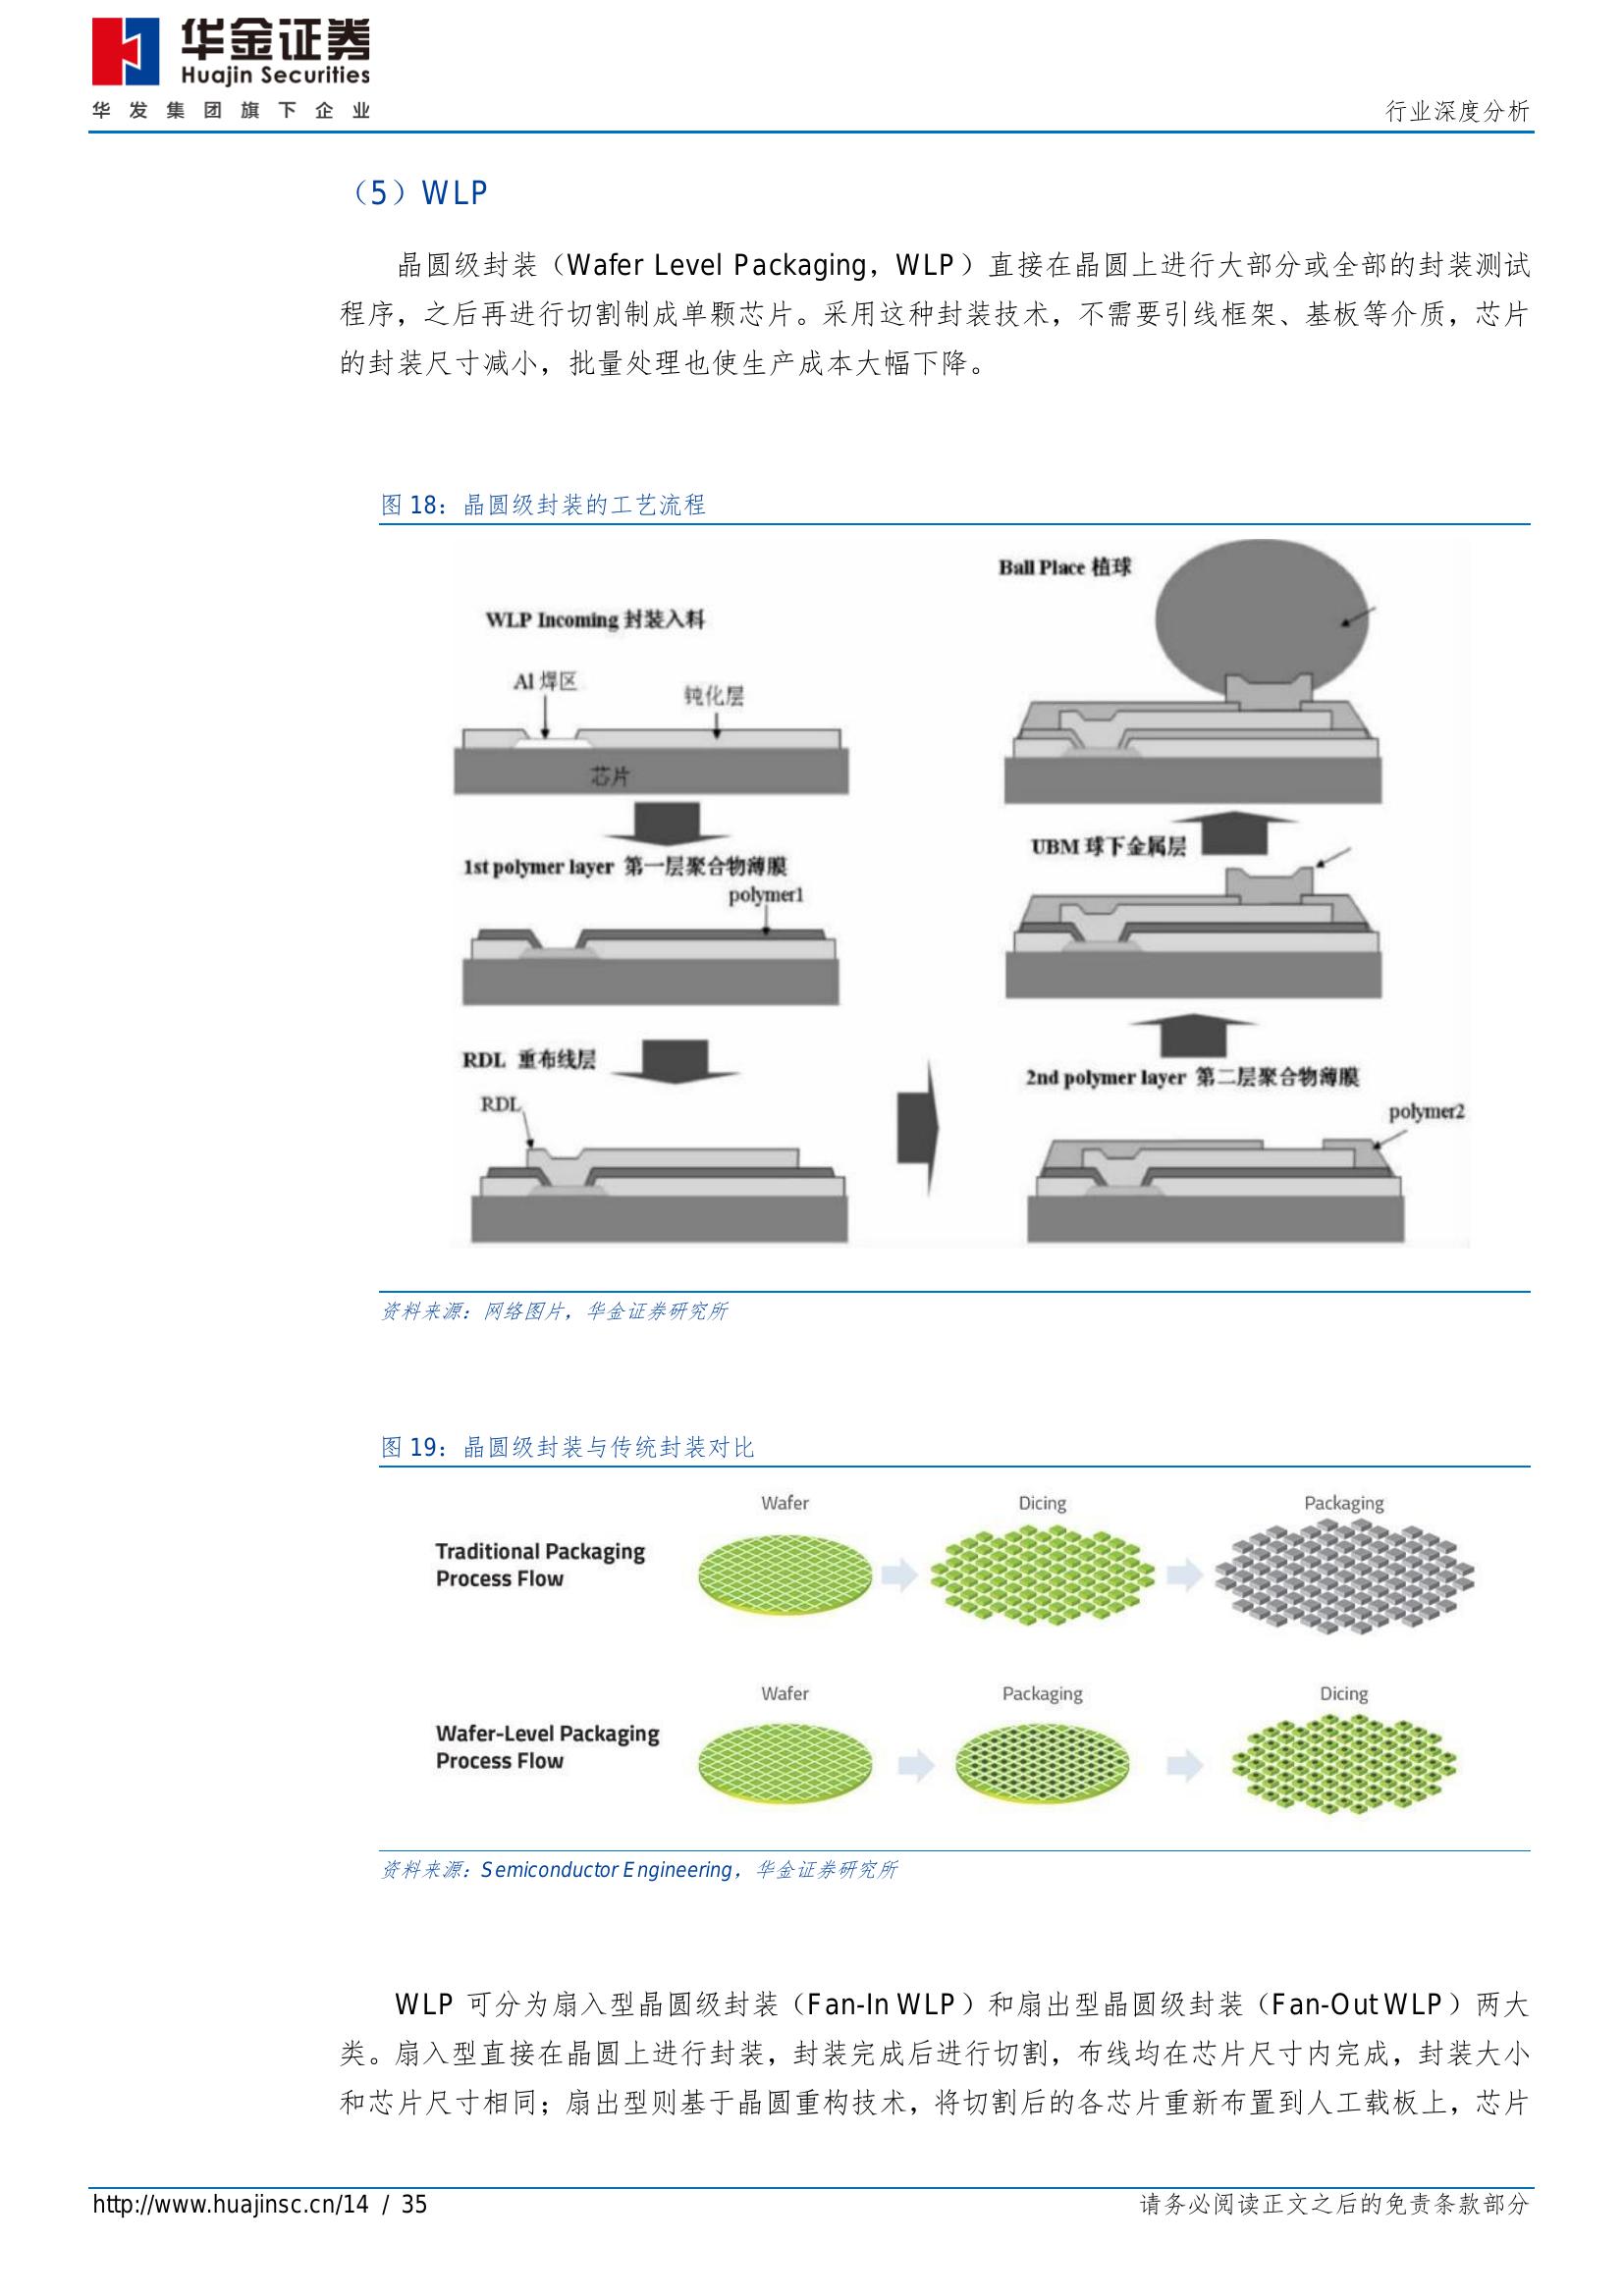 华金证券
Huajin Securities
华发集团旗下企业
行业深度分析
（5）WLP
晶圆级封装（Wafer Level Packaging，WLP）直接在晶圆上进行大部分或全部的封装测试
程序，之后再进行切割制成单颗芯片。采用这种封装技术，不需要引线框架、基板等介质，芯片
的封装尺寸减小，批量处理也使生产成本大幅下降。
图 18：晶圆级封装的工艺流程
WLP Incoming 封装入料
Al 焊区
钝化层
芯片
1st polymer layer 第一层聚合物薄膜
polymer1
RDL 重布线层
RDL
Ball Place 植球
UBM 球下金属层
2nd polymer layer 第二层聚合物薄膜
polymer2
资料来源：网络图片，华金证券研究所
图 19：晶圆级封装与传统封装对比
Wafer
Dicing
Packaging
Traditional Packaging
Process Flow
Wafer
Packaging
Dicing
Wafer-Level Packaging
Process Flow
资料来源：Semiconductor Engineering，华金证券研究所
WLP 可分为扇入型晶圆级封装（Fan-In WLP）和扇出型晶圆级封装（Fan-Out WLP）两大
类。扇入型直接在晶圆上进行封装，封装完成后进行切割，布线均在芯片尺寸内完成，封装大小
和芯片尺寸相同；扇出型则基于晶圆重构技术，将切割后的各芯片重新布置到人工载板上，芯片
http://www.huajinsc.cn/14 / 35
请务必阅读正文之后的免责条款部分